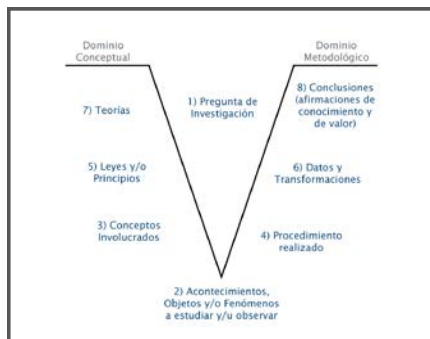 Dominio
Conceptual
Dominio
Metodológico
7) Teorías
1) Pregunta de
Investigación
8) Conclusiones
(afirmaciones de
conocimiento y
de valor)
5) Leyes y/o
Principios
6) Datos y
Transformaciones
3) Conceptos
Involucrados
4) Procedimiento
realizado
2) Acontecimientos,
Objetos y/o Fenómenos
a estudiar y/u observar